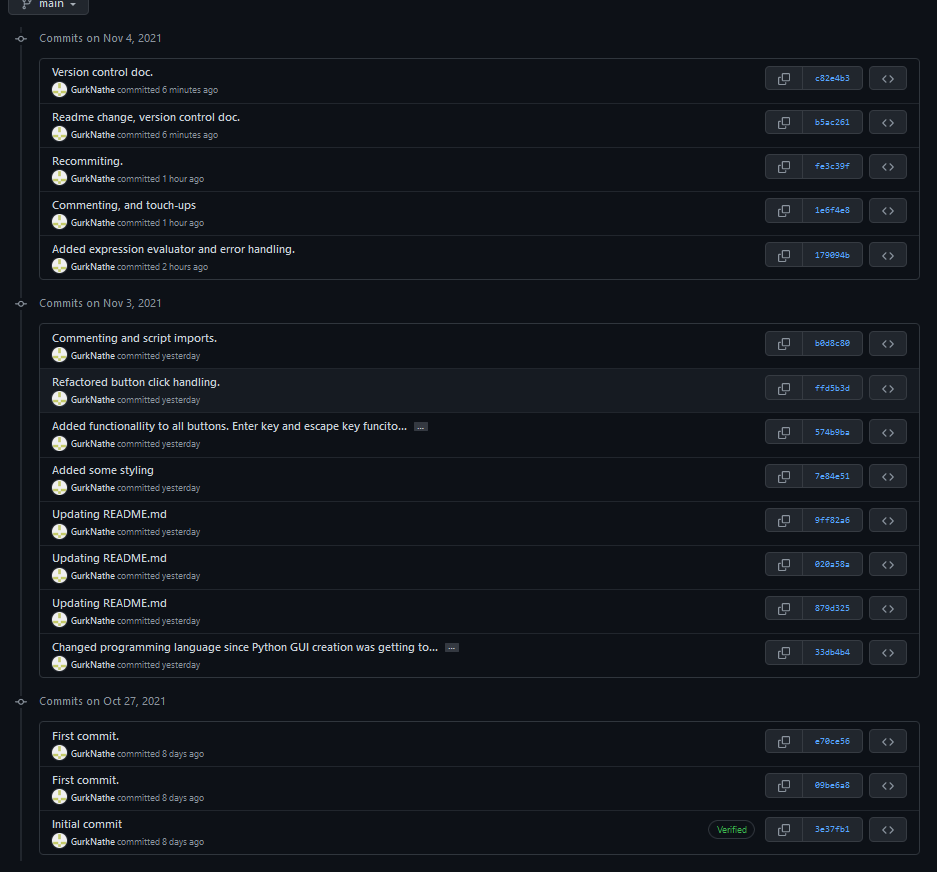 main
Commits on Nov 4, 2021
Version control doc.
GurkNathe committed 6 minutes ago
c82e4b3
Readme change, version control doc.
GurkNathe committed 6 minutes ago
b5ac261
Recommiting.
GurkNathe committed 1 hour ago
fe3c39f
Commenting, and touch-ups
GurkNathe committed 1 hour ago
1e6f4e8
Added expression evaluator and error handling.
GurkNathe committed 2 hours ago
179094b
Commits on Nov 3, 2021
Commenting and script imports.
GurkNathe committed yesterday
b0d8c80
Refactored button click handling.
GurkNathe committed yesterday
ffd5b3d
Added functionallity to all buttons. Enter key and escape key funcito... ...
GurkNathe committed yesterday
574b9ba
Added some styling
GurkNathe committed yesterday
7e84e51
Updating README.md
GurkNathe committed yesterday
9ff82a6
Updating README.md
GurkNathe committed yesterday
020a58a
Updating README.md
GurkNathe committed yesterday
879d325
Changed programming language since Python GUI creation was getting to... ...
GurkNathe committed yesterday
33db4b4
Commits on Oct 27, 2021
First commit.
GurkNathe committed 8 days ago
e70ce56
First commit.
GurkNathe committed 8 days ago
09be6a8
Initial commit
GurkNathe committed 8 days ago
Verified
3e37fb1